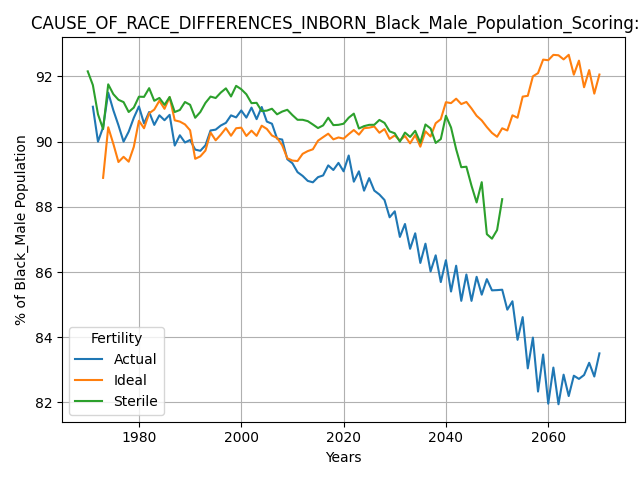 CAUSE_OF_RACE_DIFFERENCES_INBORN_Black_Male_Population_Scoring:
% of Black_Male Population
92
90
88
86
84
82
Fertility
Actual
Ideal
Sterile
1980 2000 2020 2040 2060
Years